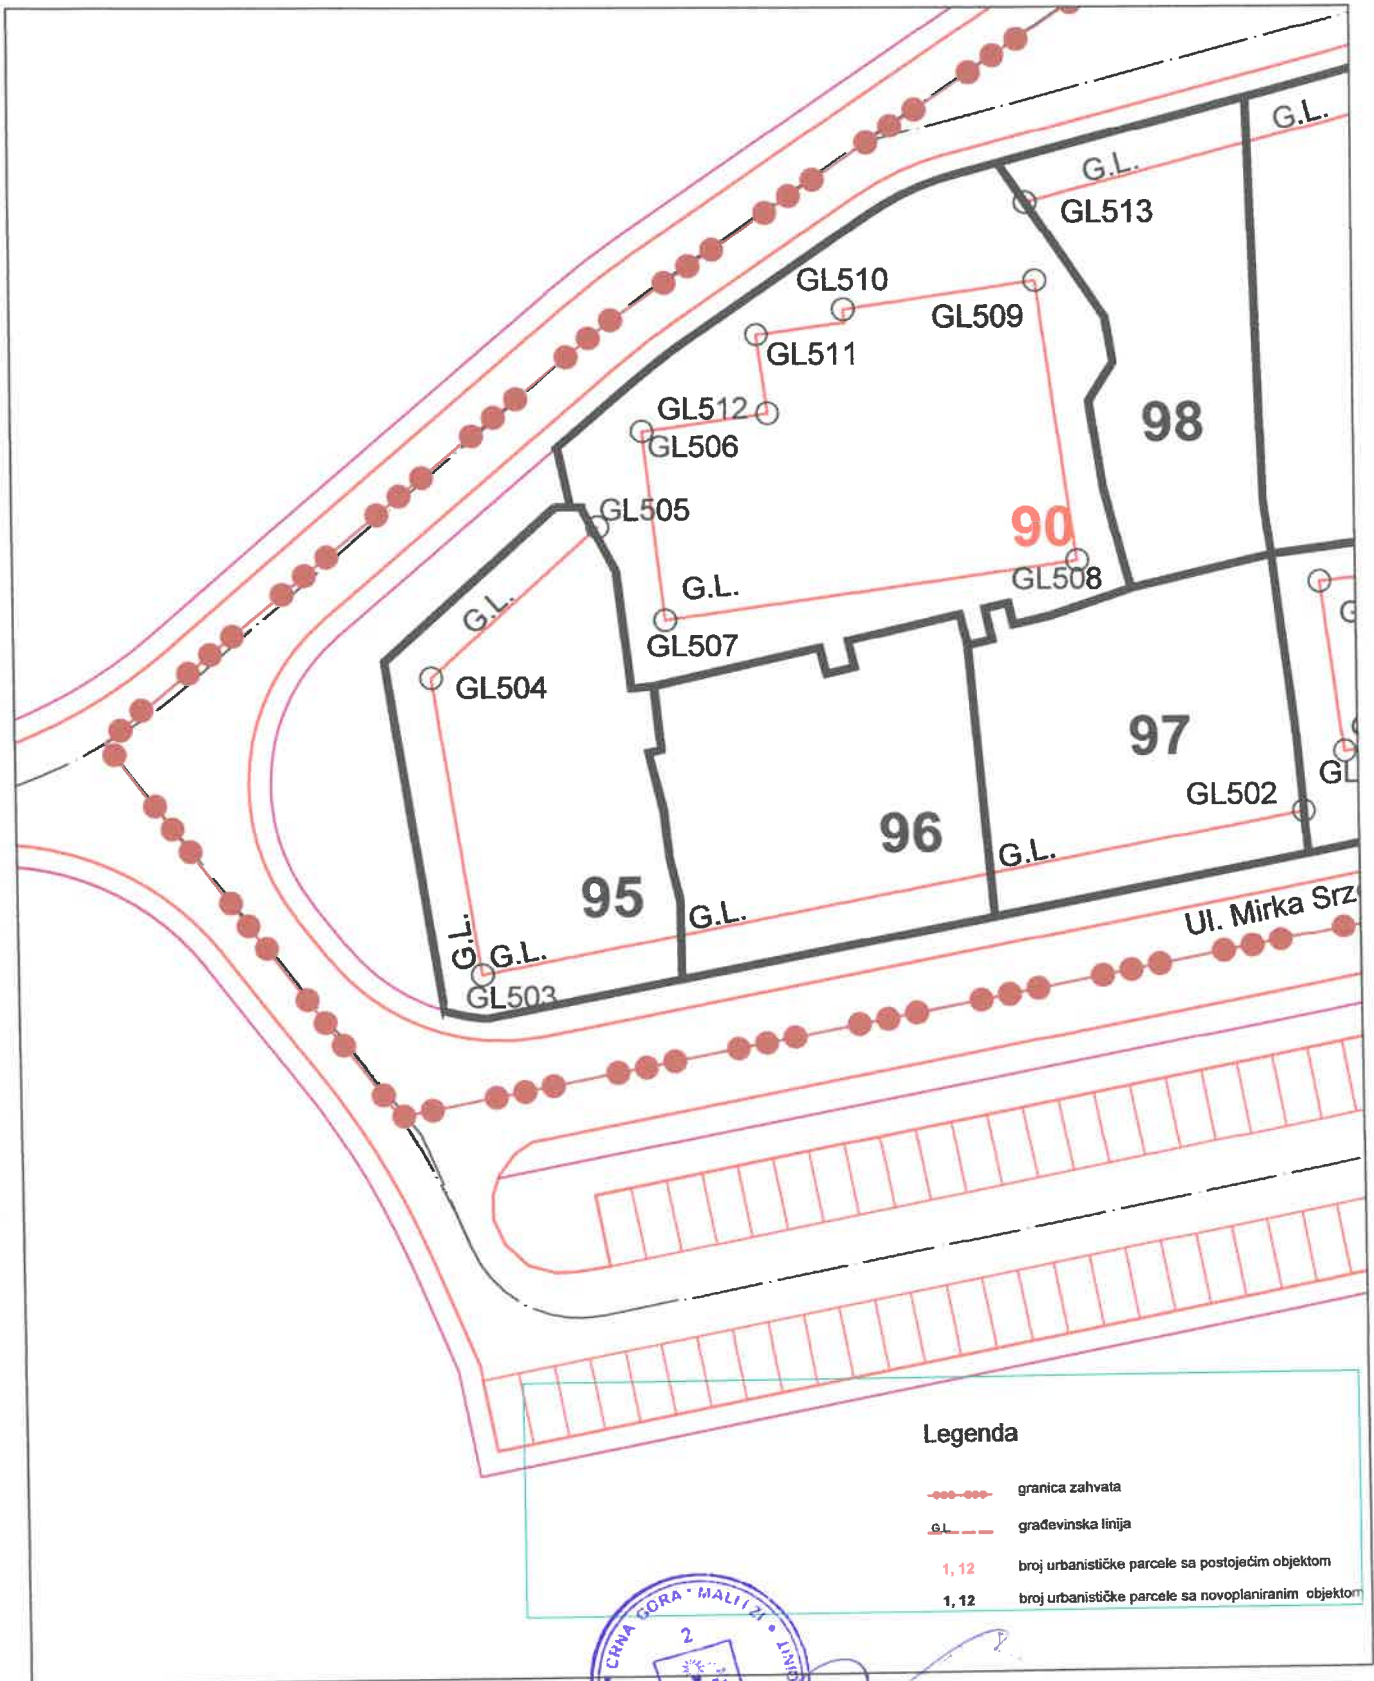 G.L.
G.L.
GL513
GL510
GL509
GL511
GL512
GL506
98
GL505
90
GL508
G.L.
G.L.
GL507
GL504
97
GL502
96
G.L.
95
G.L.
Ul. Mirka
G.L.
G.L.
GL503
Legenda
granica zahvata
G.L. građevinska linija
1, 12 broj urbanističke parcele sa postojećim objektom
1, 12 broj urbanističke parcele sa novoplaniranim objektom
CRNA GORA
2